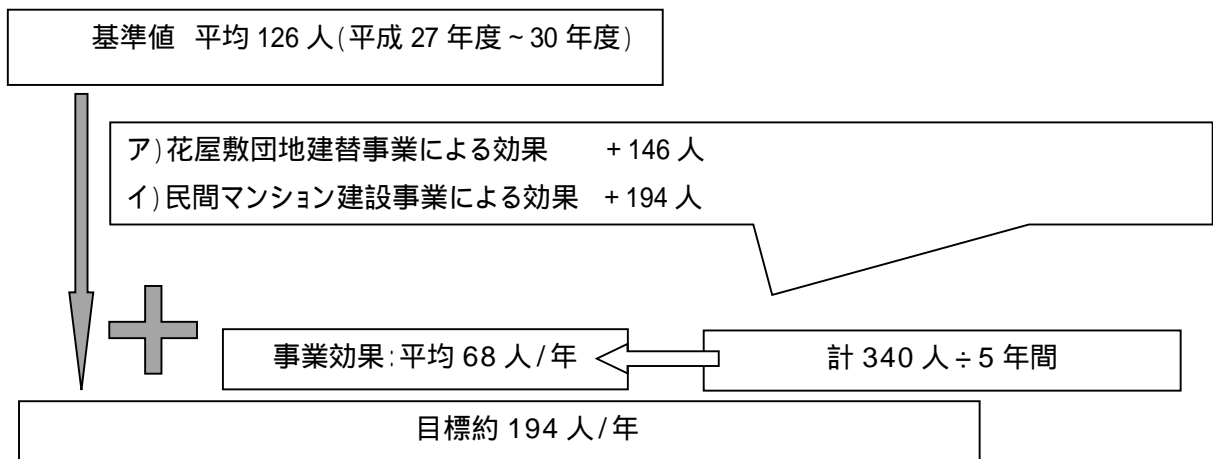 基準値 平均 126 人(平成 27 年度 ~ 30 年度)
ア)花屋敷団地建替事業による効果 + 146 人
イ)民間マンション建設事業による効果 + 194 人
事業効果:平均 68 人/年
計 340 人÷5 年間
目標約 194 人/年